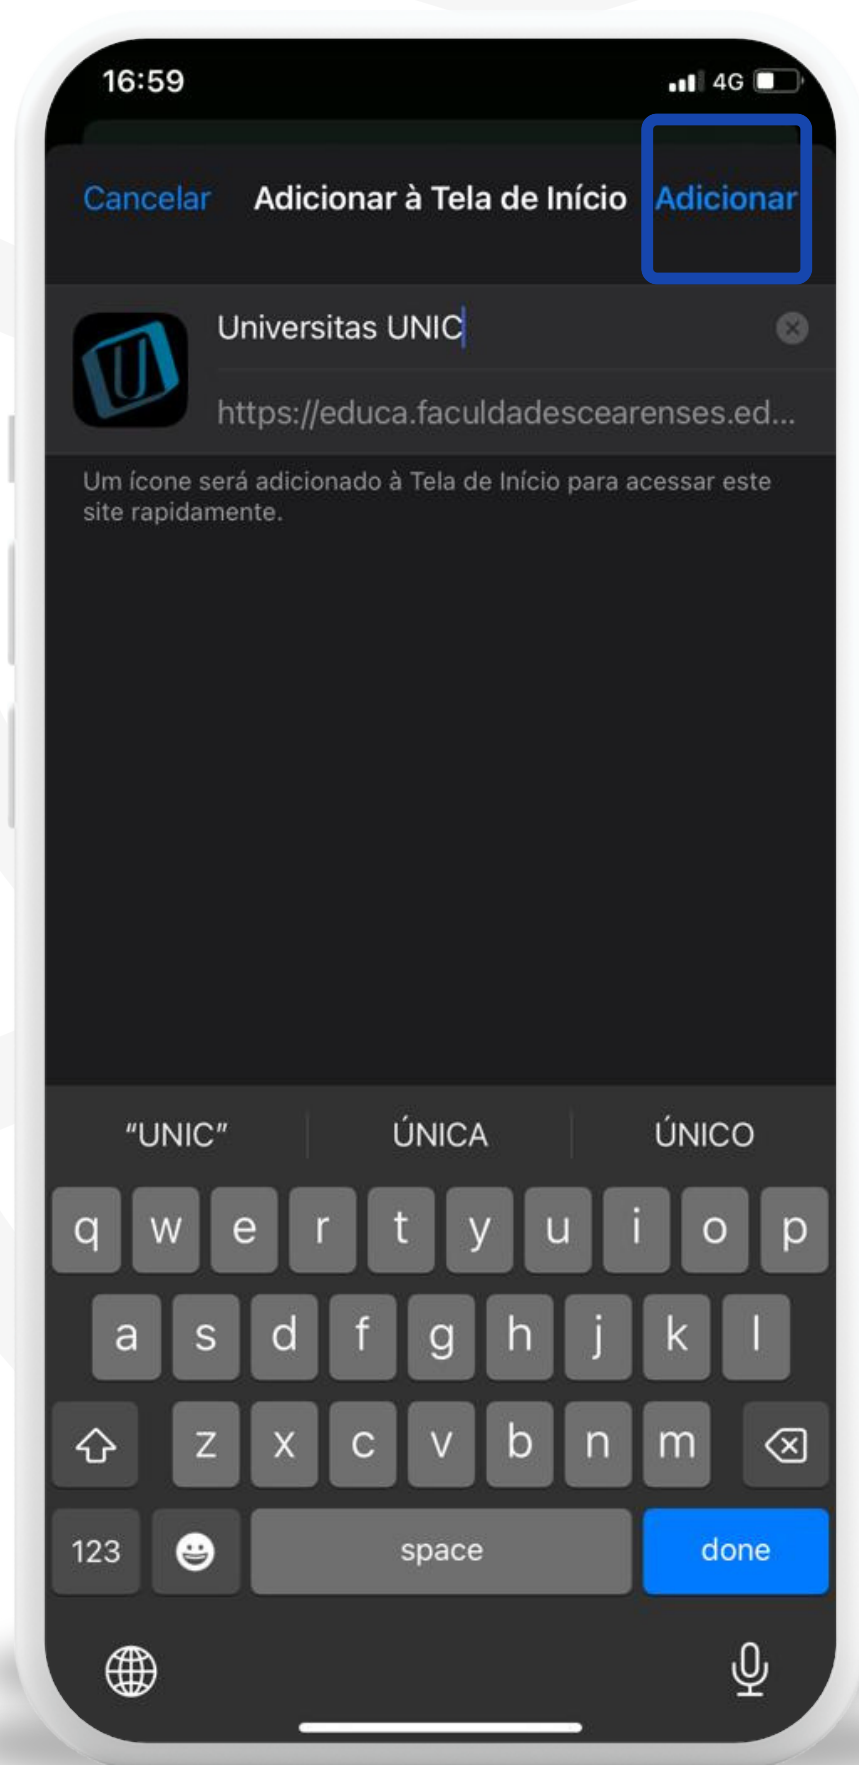 16:59 4G
Cancelar Adicionar à Tela de Início Adicionar
U
Universitas UNIC
https://educa.faculdadescearenses.ed...
Um ícone será adicionado à Tela de Início para acessar este
site rapidamente.
“UNIC” ÚNICA ÚNICO
q w e r t y u i o p
a s d f g h j k l
z x c v b n m
123 space done